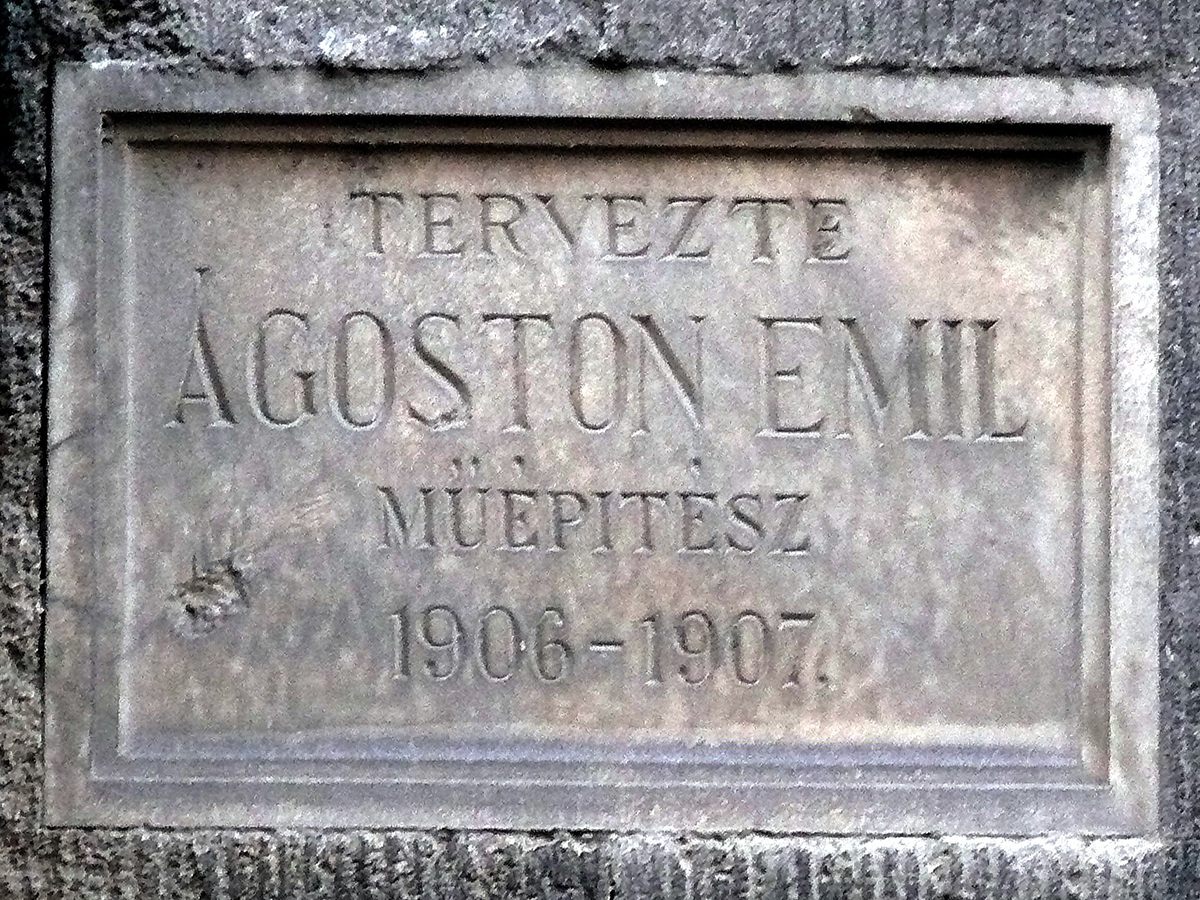 TERVEZTE
ÁGOSTON EMIL
MŰÉPITÉSZ
1906-1907.